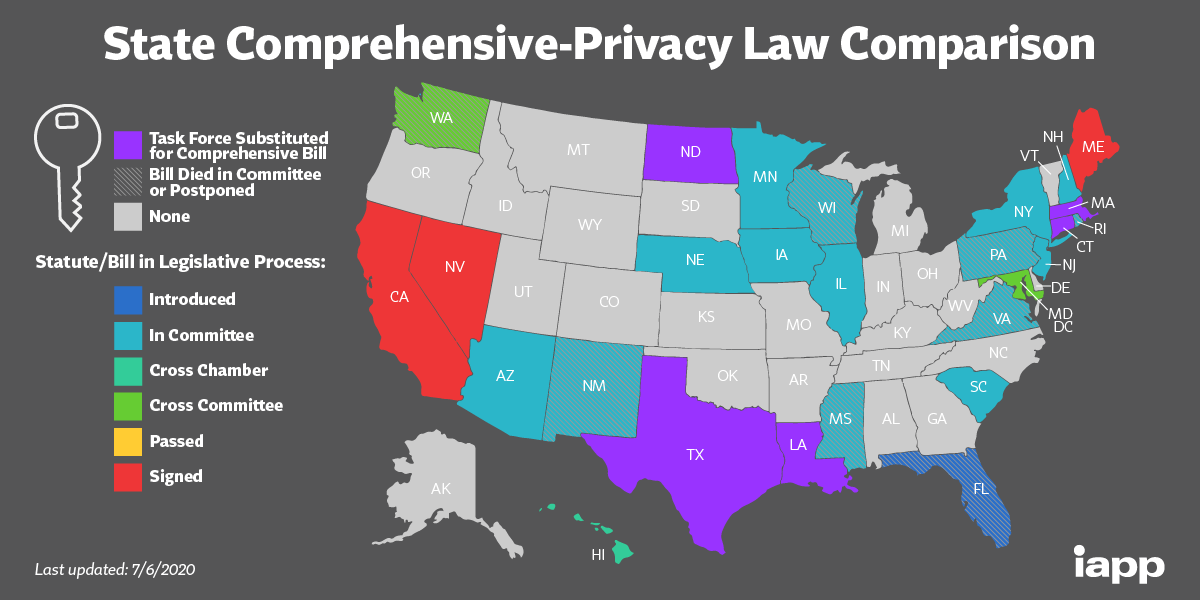 State Comprehensive-Privacy Law Comparison
Task Force Substituted
for Comprehensive Bill
Bill Died in Committee
or Postponed
None
Statute/Bill in Legislative Process:
Introduced
In Committee
Cross Chamber
Cross Committee
Passed
Signed
WA
OR
MT
ID
WY
ND
SD
MN
WI
MI
NE
IA
IL
IN
OH
CA
NV
UT
CO
KS
MO
KY
WV
VA
PA
NY
VT
NH
ME
MA
RI
CT
NJ
DE
MD
DC
AZ
NM
OK
AR
TN
NC
SC
MS
AL
GA
TX
LA
FL
AK
HI
Last updated: 7/6/2020
iapp